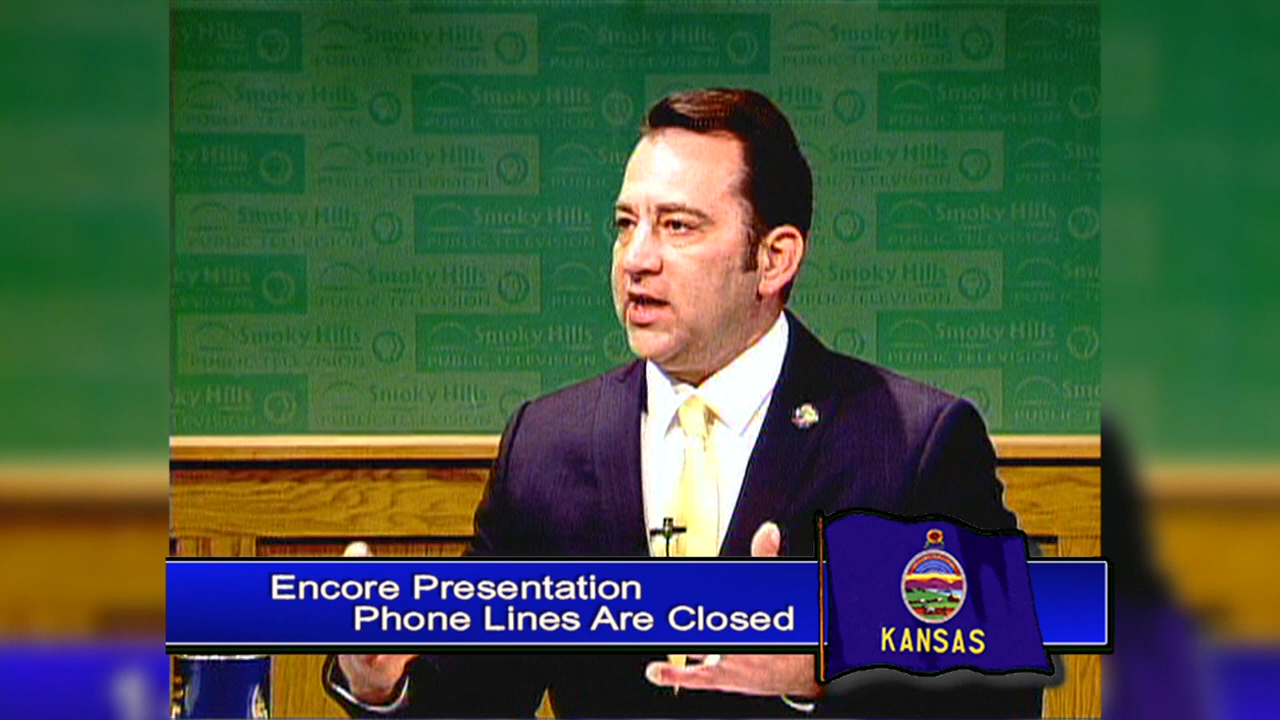 Smoky Hills
PUBLIC TELEVISION
Encore Presentation
Phone Lines Are Closed
KANSAS